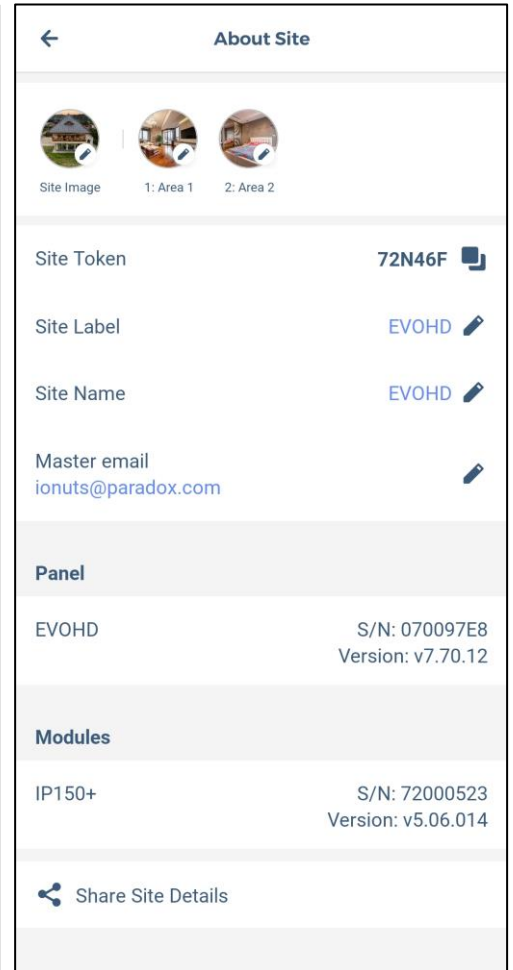 About Site
Site Image
1: Area 1
2: Area 2
Site Token
72N46F
Site Label
EVOHD
Site Name
EVOHD
Master email
ionuts@paradox.com
Panel
EVOHD
S/N: 070097E8
Version: v7.70.12
Modules
IP150+
S/N: 72000523
Version: v5.06.014
Share Site Details